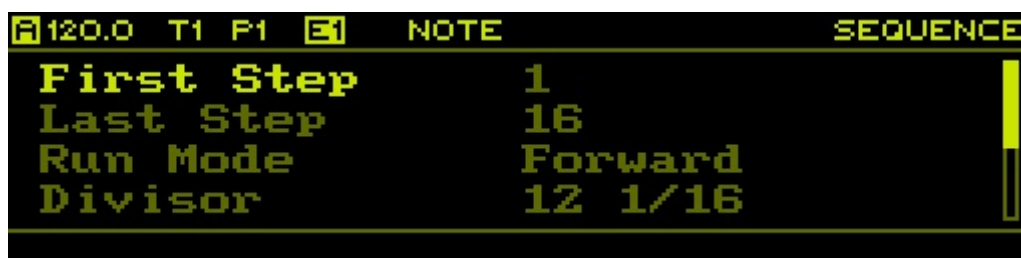 A 120.0 T1 P1 E1 NOTE SEQUENCE
First Step 1
Last Step 16
Run Mode Forward
Divisor 12 1/16